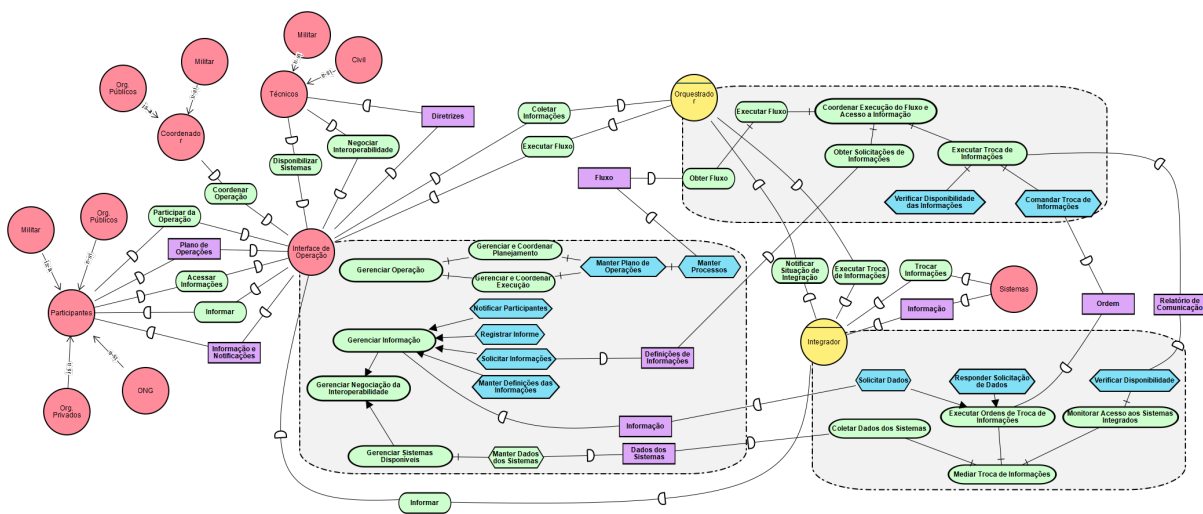 Militar
Org.
Públicos
is-a
is-a
Coordenado
r
Militar
Civil
is-a
is-a
Técnicos
Diretrizes
Negociar
Interoperabilidade
Disponibilizar
Sistemas
Coordenar
Operação
Coletar
Informações
Executar Fluxo
Orquestrado
r
Executar Fluxo
Coordenar Execução do Fluxo e
Acesso a Informação
Obter Solicitações de
Informações
Executar Troca de
Informações
Fluxo
Obter Fluxo
Verificar Disponibilidade
das Informações
Comandar Troca de
Informações
Militar
Org.
Públicos
is-a
is-a
Participantes
is-a
is-a
Org.
Privados
ONG
Participar da
Operação
Plano de
Operações
Acessar
Informações
Informar
Informação e
Notificações
Interface de
Operação
Gerenciar Operação
Gerenciar e Coordenar
Planejamento
Gerenciar e Coordenar
Execução
Manter Plano de
Operações
Manter
Processos
Notificar Participantes
Registrar Informe
Gerenciar Informação
Solicitar Informações
Manter Definições das
Informações
Definições de
Informações
Gerenciar Negociação da
Interoperabilidade
Informação
Gerenciar Sistemas
Disponíveis
Manter Dados
dos Sistemas
Dados dos
Sistemas
Informar
Notificar
Situação de
Integração
Executar Troca
de Informações
Trocar
Informações
Sistemas
Informação
Ordem
Relatório de
Comunicação
Integrador
Solicitar Dados
Responder Solicitação
de Dados
Verificar Disponibilidade
Executar Ordens de Troca de
Informações
Monitorar Acesso aos Sistemas
Integrados
Coletar Dados dos Sistemas
Mediar Troca de Informações